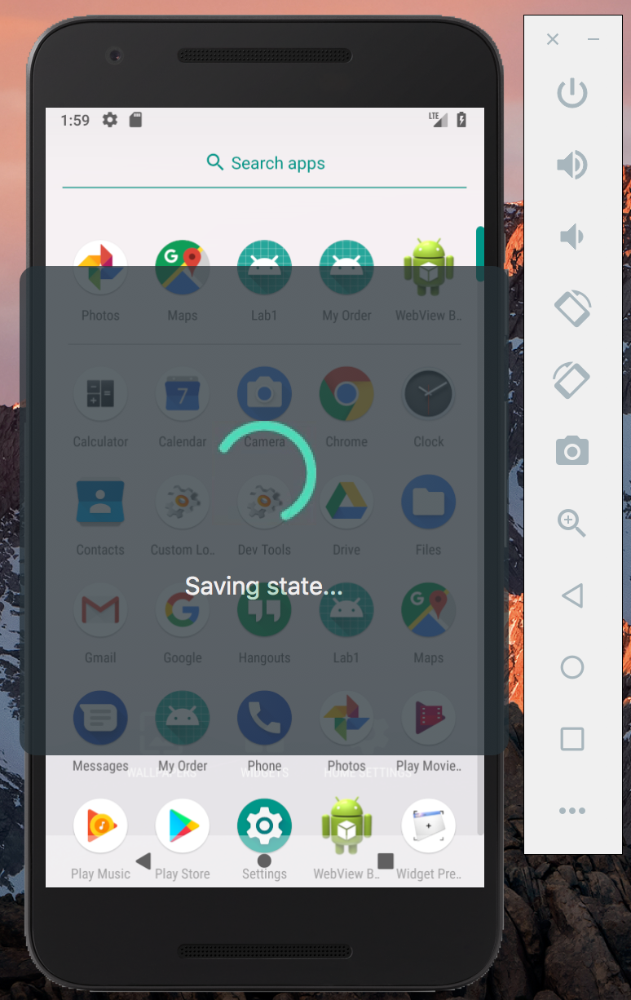 1:59
LTE
Search apps
Photos Maps Lab1 My Order WebView B..
7
Calculator Calendar Camera Chrome Clock
Contacts Custom Lo.. Dev Tools Drive Files
Saving state...
Gmail Google Hangouts Lab1 Maps
Messages My Order Phone Photos Play Movie..
WALLPAPERS WIDGETS HOME SETTINGS
Play Music Play Store Settings WebView B.. Widget Pre..